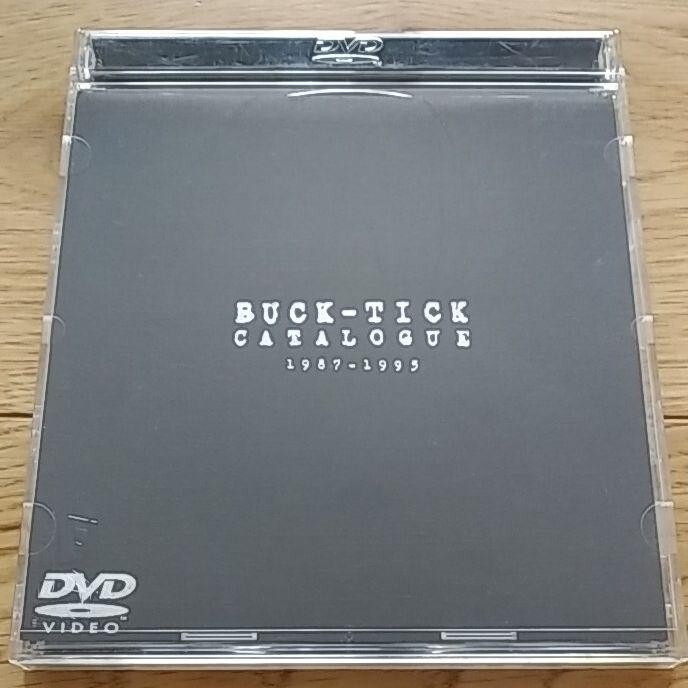 DVD
BUCK-TICK
CATALOGUE
1987-1995
DVD
VIDEO